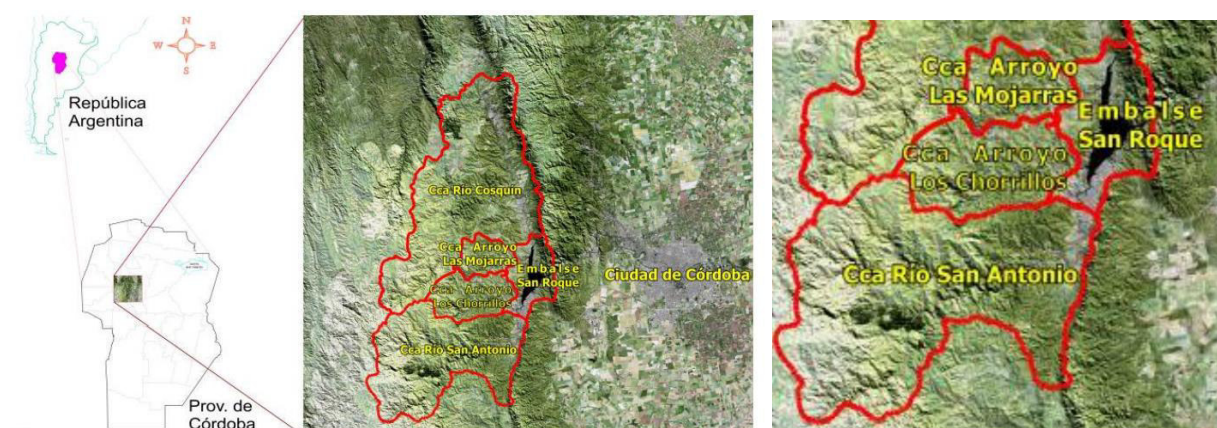 N
W E
S
República
Argentina
Prov. de
Córdoba
Cca Río Cosquín
Cca Arroyo
Las Mojarras
Embalse
San Roque
Cca Arroyo
Los Chorrillos
Cca Río San Antonio
Ciudad de Córdoba
Cca Arroyo
Las Mojarras
Embalse
San Roque
Cca Arroyo
Los Chorrillos
Cca Río San Antonio